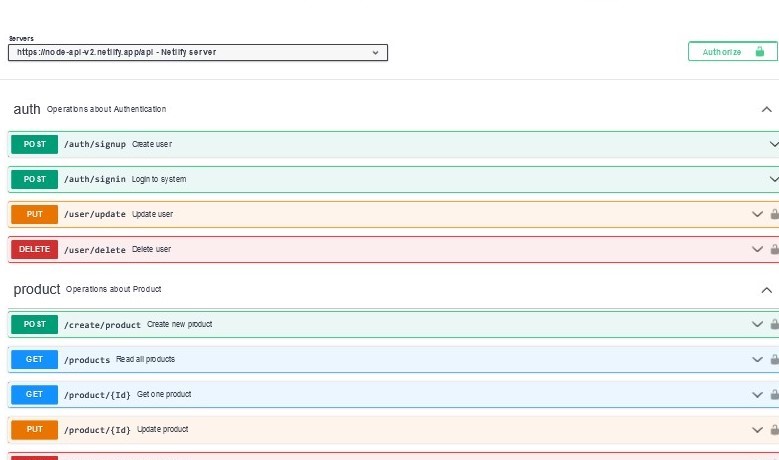 Servers
https://node-api-v2.netlify.app/api - Netlify server
Authorize
auth Operations about Authentication
POST /auth/signup Create user
POST /auth/signin Login to system
PUT /user/update Update user
DELETE /user/delete Delete user
product Operations about Product
POST /create/product Create new product
GET /products Read all products
GET /product/{Id} Get one product
PUT /product/{Id} Update product